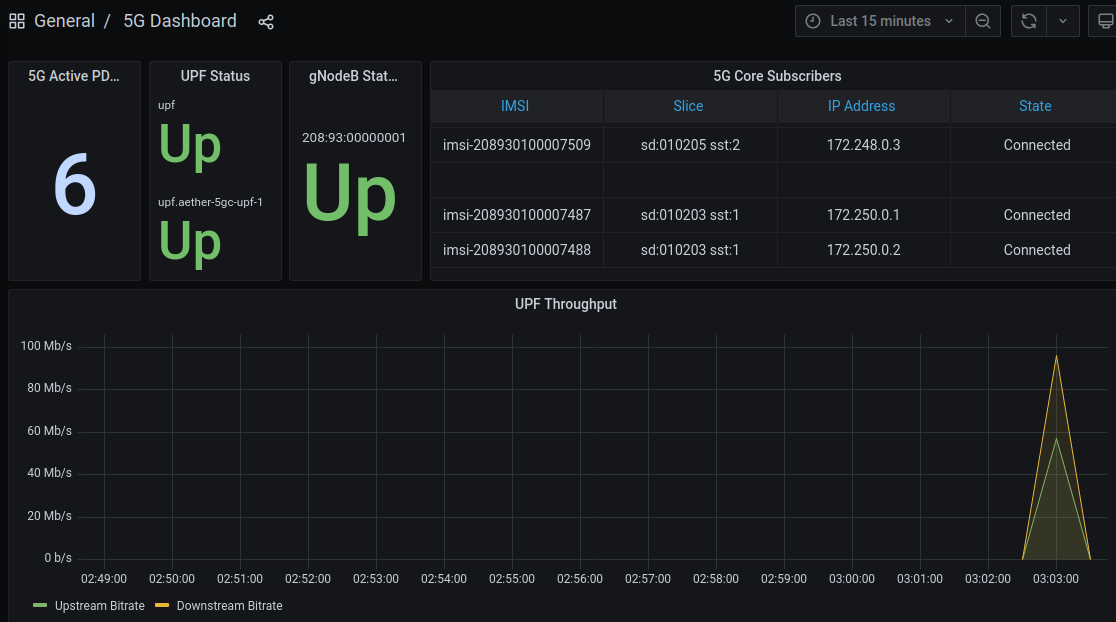 General / 5G Dashboard
Last 15 minutes
5G Active PD...
6
UPF Status
upf
Up
upf.aether-5gc-upf-1
Up
gNodeB Stat...
208:93:00000001
Up
5G Core Subscribers
IMSI Slice IP Address State
imsi-208930100007509 sd:010205 sst:2 172.248.0.3 Connected
imsi-208930100007487 sd:010203 sst:1 172.250.0.1 Connected
imsi-208930100007488 sd:010203 sst:1 172.250.0.2 Connected
UPF Throughput
100 Mb/s
80 Mb/s
60 Mb/s
40 Mb/s
20 Mb/s
0 b/s
02:49:00 02:50:00 02:51:00 02:52:00 02:53:00 02:54:00 02:55:00 02:56:00 02:57:00 02:58:00 02:59:00 03:00:00 03:01:00 03:02:00 03:03:00
Upstream Bitrate Downstream Bitrate